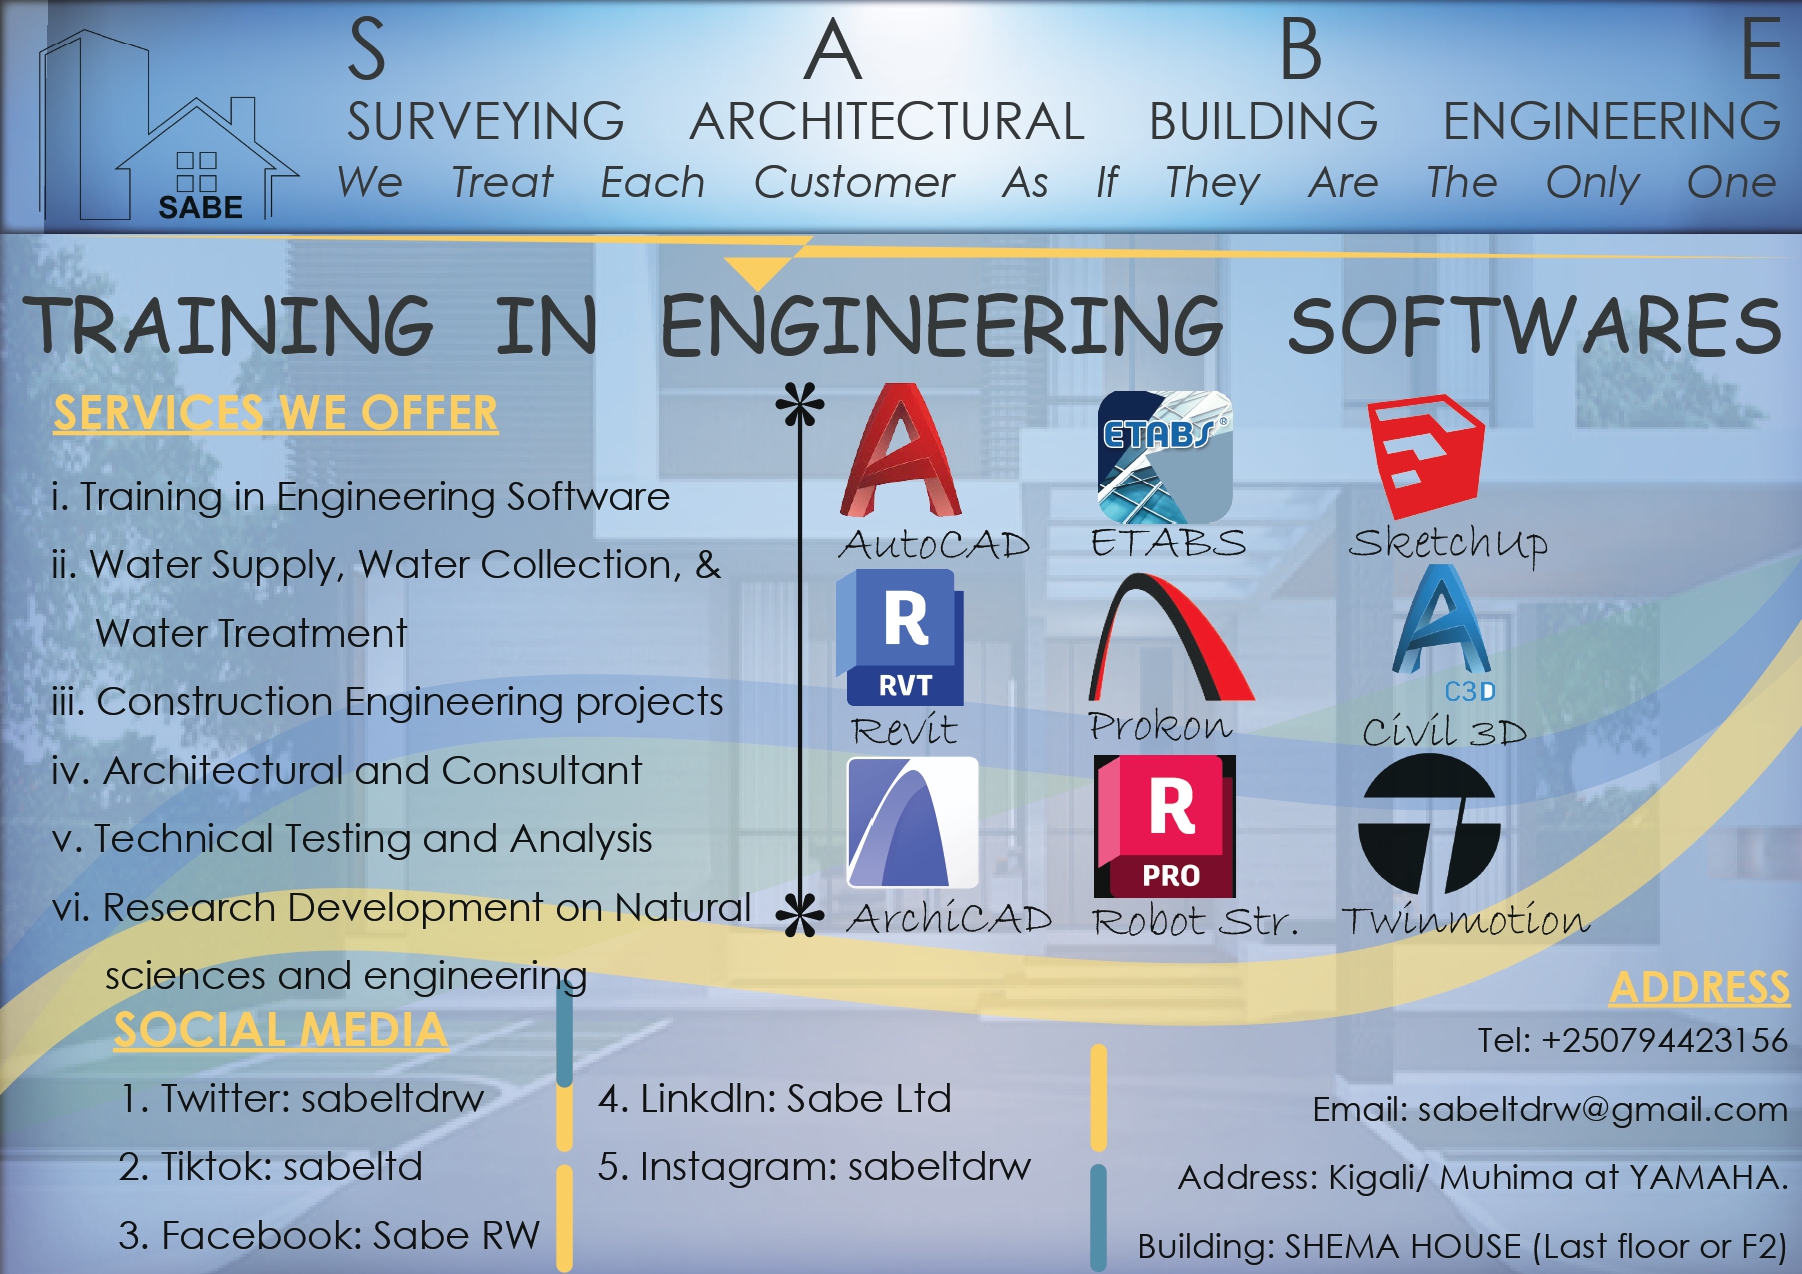 S A B E
SURVEYING ARCHITECTURAL BUILDING ENGINEERING
We Treat Each Customer As If They Are The Only One
SABE
TRAINING IN ENGINEERING SOFTWARES
SERVICES WE OFFER
i. Training in Engineering Software
ii. Water Supply, Water Collection, &
Water Treatment
iii. Construction Engineering projects
iv. Architectural and Consultant
v. Technical Testing and Analysis
vi. Research Development on Natural
sciences and engineering
ETABS®
AutoCAD ETABS SketchUp
R
RVT
C3D
Revit Prokon Civil 3D
R
PRO
ArchiCAD Robot Str. Twinmotion
SOCIAL MEDIA
1. Twitter: sabeltdrw
2. Tiktok: sabeltd
3. Facebook: Sabe RW
4. Linkdln: Sabe Ltd
5. Instagram: sabeltdrw
ADDRESS
Tel: +250794423156
Email: sabeltdrw@gmail.com
Address: Kigali/ Muhima at YAMAHA.
Building: SHEMA HOUSE (Last floor or F2)